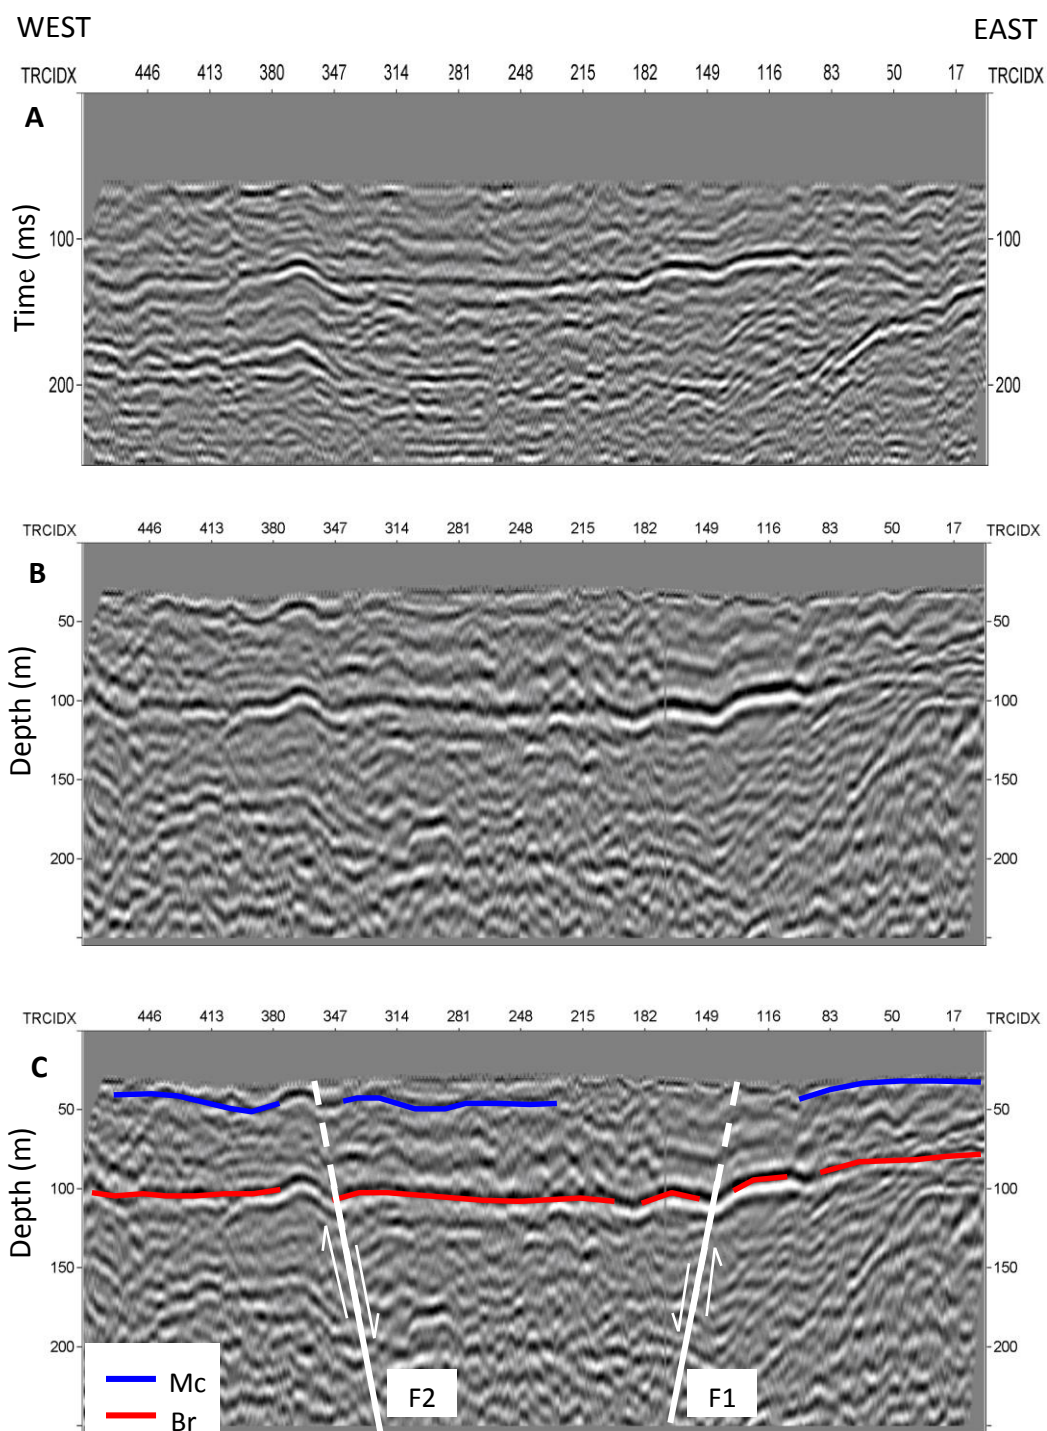 WEST EAST
TRCIDX 446 413 380 347 314 281 248 215 182 149 116 83 50 17 TRCIDX
A
Time (ms)
100 100
200 200
TRCIDX 446 413 380 347 314 281 248 215 182 149 116 83 50 17 TRCIDX
B
Depth (m)
50 50
100 100
150 150
200 200
TRCIDX 446 413 380 347 314 281 248 215 182 149 116 83 50 17 TRCIDX
C
Depth (m)
50 50
100 100
150 150
200 200
Mc
Br
F2 F1